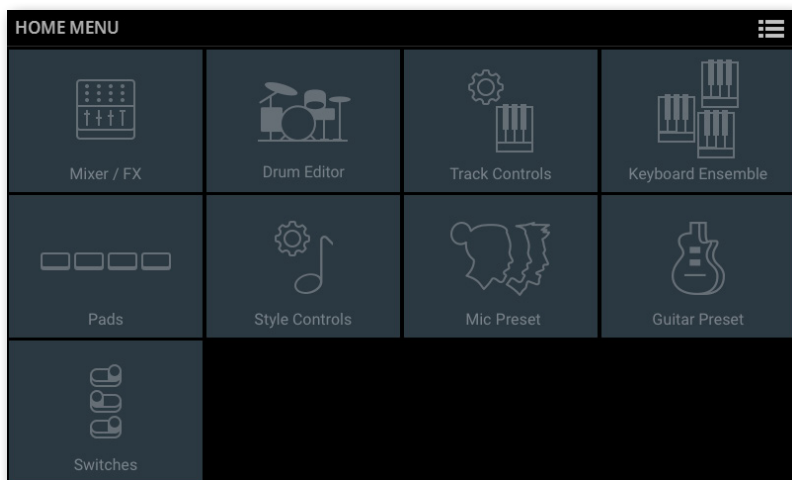 HOME MENU
Mixer / FX
Drum Editor
Track Controls
Keyboard Ensemble
Pads
Style Controls
Mic Preset
Guitar Preset
Switches